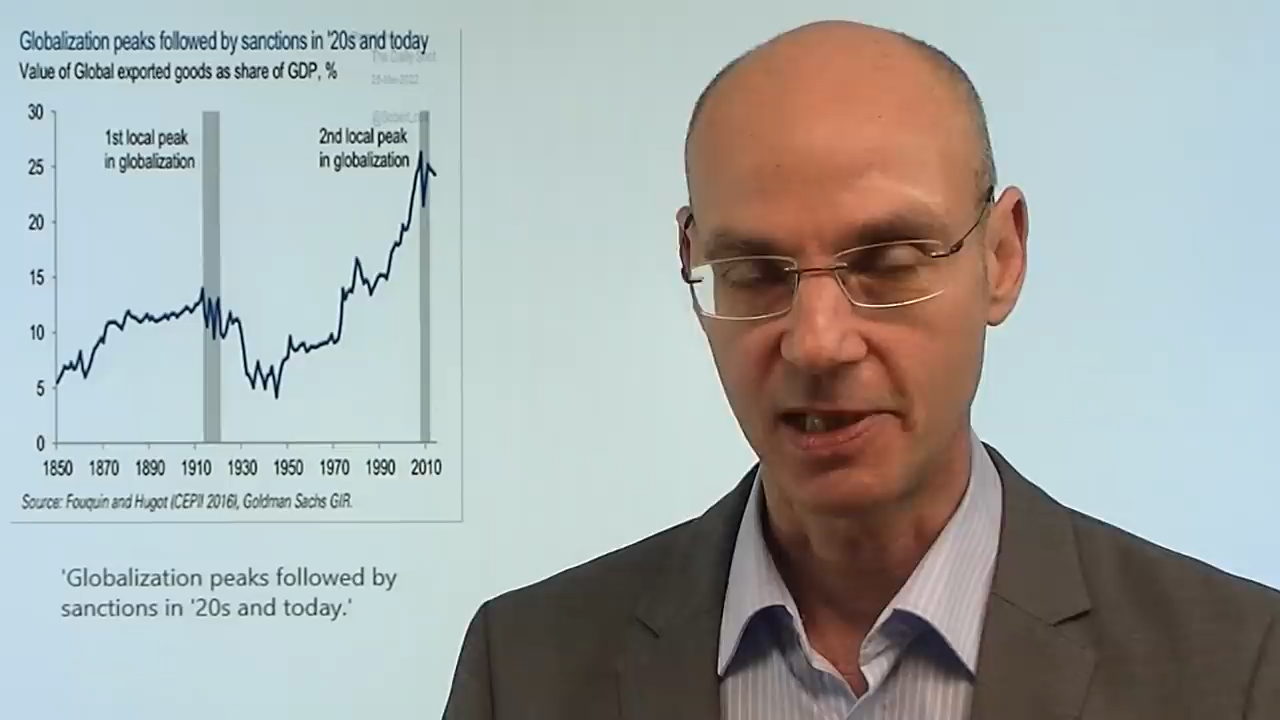 Globalization peaks followed by sanctions in '20s and today
Value of Global exported goods as share of GDP, %
The Daily Shot
30
1st local peak
in globalization
2nd local peak
in globalization
25
20
15
10
5
0
1850 1870 1890 1910 1930 1950 1970 1990 2010
Source: Fouquin and Hugot (CEPII 2016), Goldman Sachs GIR.
'Globalization peaks followed by
sanctions in '20s and today.'